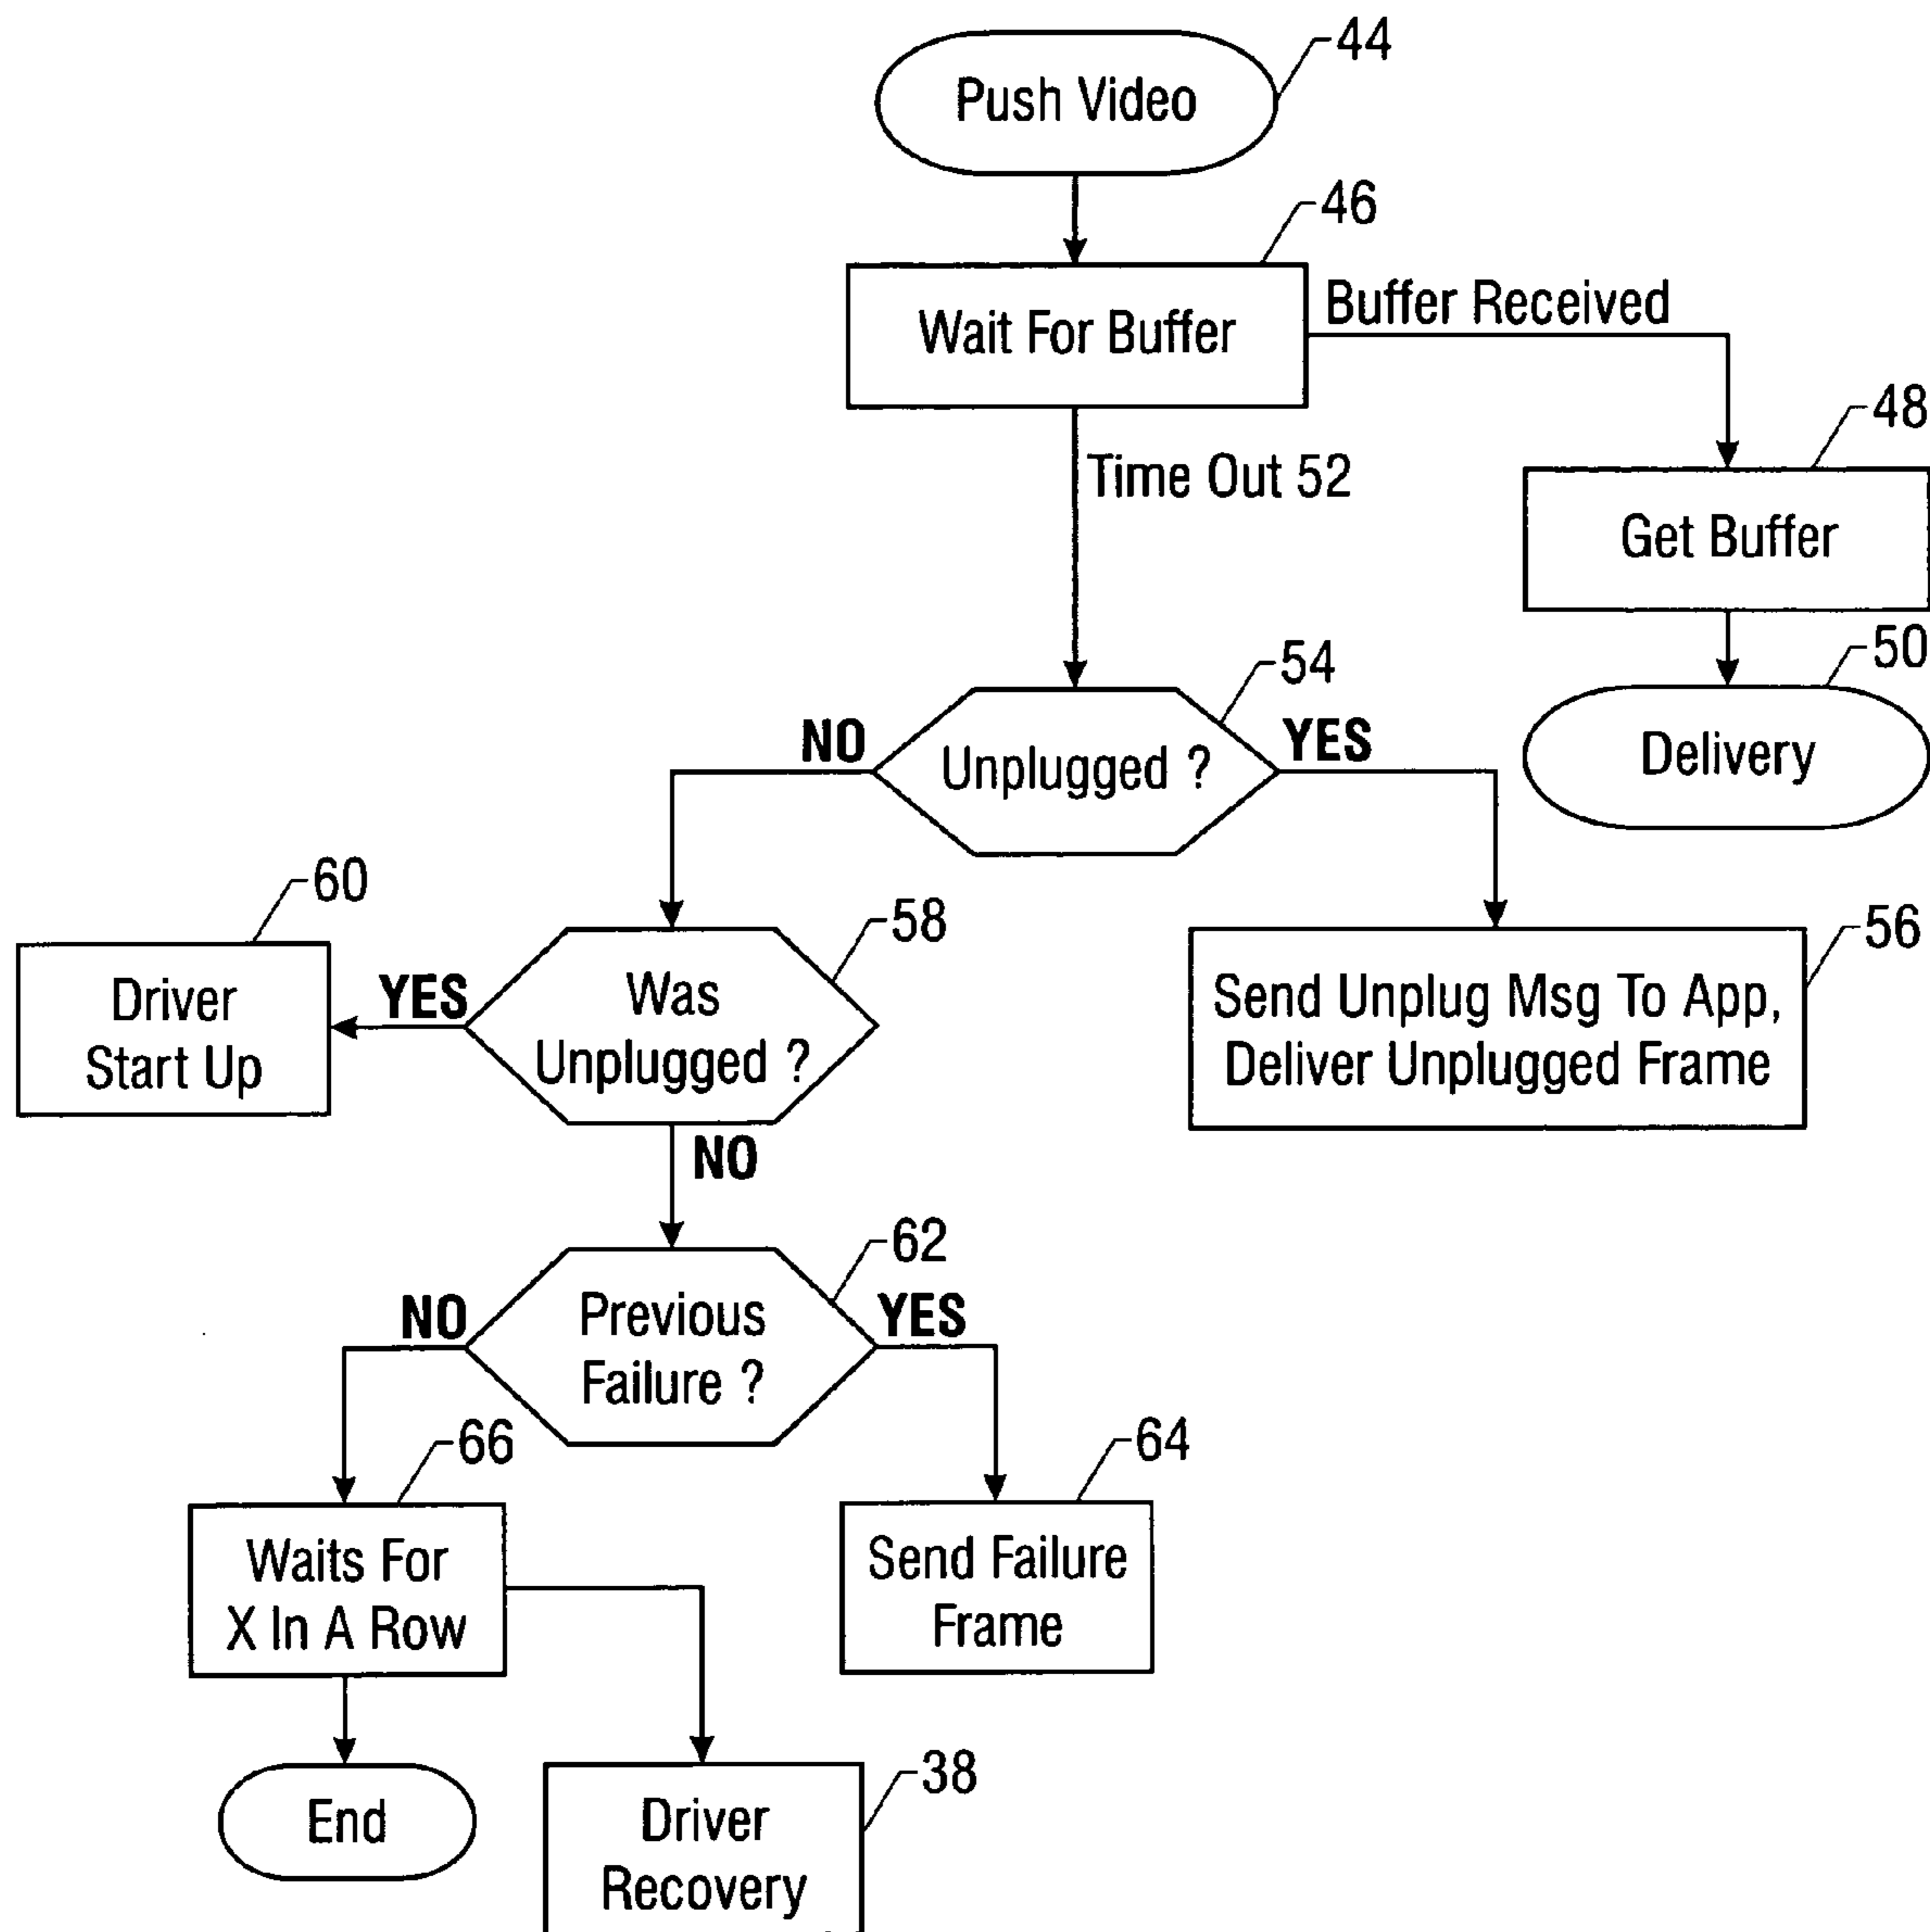 44
Push Video
46
Wait For Buffer
Buffer Received
48
Time Out 52
Get Buffer
54
50
NO
Unplugged ?
YES
Delivery
60
58
56
Driver
Start Up
YES
Was
Unplugged ?
Send Unplug Msg To App,
Deliver Unplugged Frame
NO
62
NO
Previous
Failure ?
YES
66
64
Waits For
X In A Row
Send Failure
Frame
38
End
Driver
Recovery